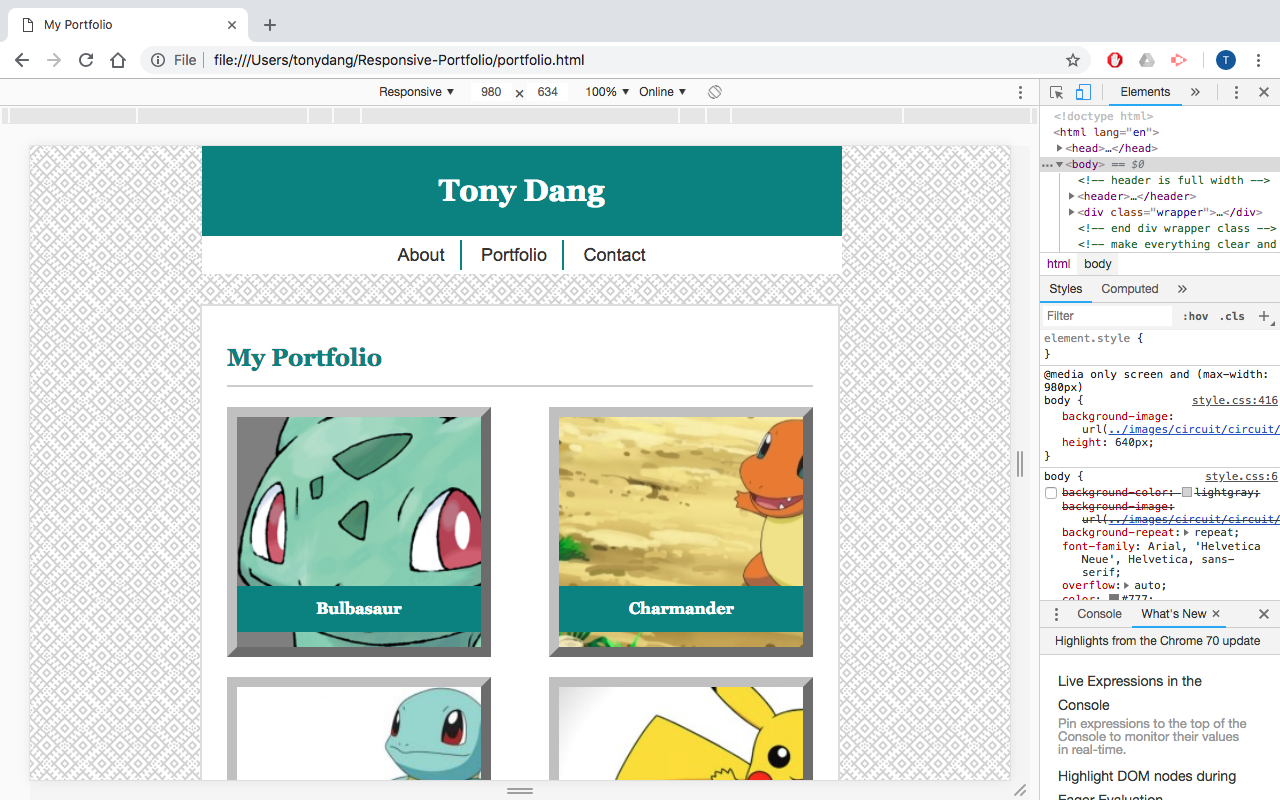 My Portfolio
File file:///Users/tonydang/Responsive-Portfolio/portfolio.html
T
Responsive ▼ 980 × 634 100% ▼ Online ▼
Elements »
<!doctype html>
<html lang="en">
<head>…</head>
<body> == $0
<!-- header is full width -->
<header>…</header>
<div class="wrapper">…</div>
<!-- end div wrapper class -->
<!-- make everything clear and
html body
Styles Computed »
Filter :hov .cls +
element.style {
}
@media only screen and (max-width:
980px)
body { style.css:416
background-image:
url(../images/circuit/circuit/
height: 640px;
}
body { style.css:6
background-color: lightgray;
background-image:
url(../images/circuit/circuit/
background-repeat: repeat;
font-family: Arial, 'Helvetica
Neue', Helvetica, sans-
serif;
overflow: auto;
color: #777;
Console What's New
Highlights from the Chrome 70 update
Live Expressions in the
Console
Pin expressions to the top of the
Console to monitor their values
in real-time.
Highlight DOM nodes during
Eager Evaluation
Tony Dang
About Portfolio Contact
My Portfolio
Bulbasaur
Charmander